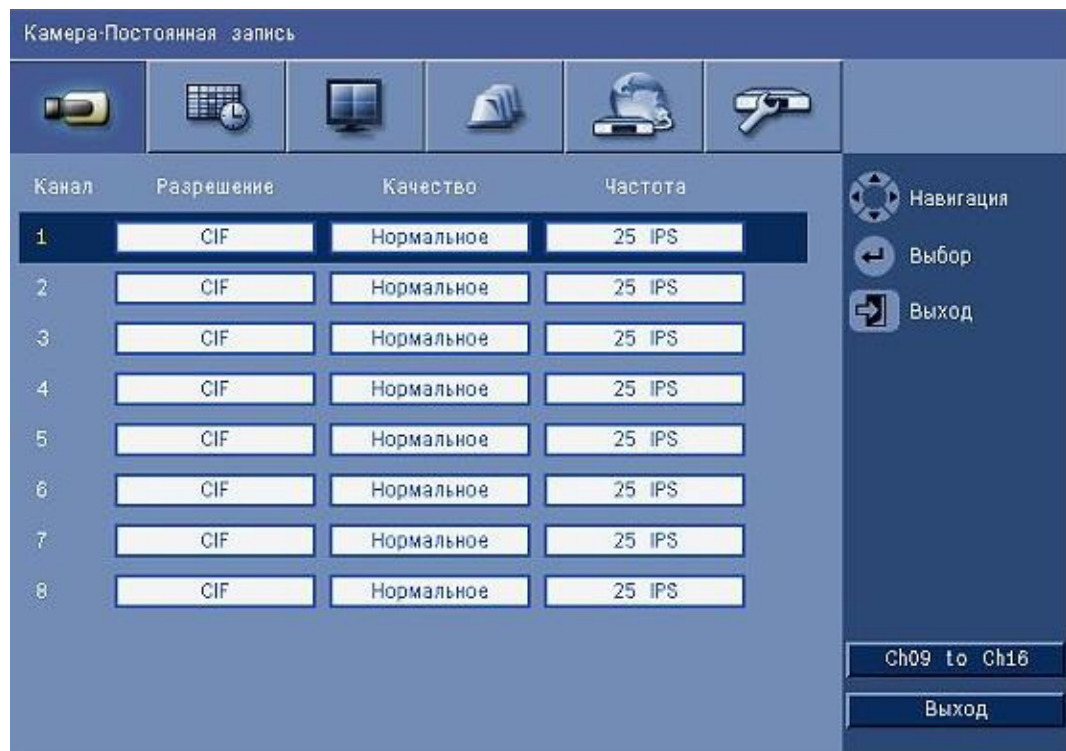 Камера-Постоянная запись
Канал Разрешение Качество Частота
1 CIF Нормальное 25 IPS
2 CIF Нормальное 25 IPS
3 CIF Нормальное 25 IPS
4 CIF Нормальное 25 IPS
5 CIF Нормальное 25 IPS
6 CIF Нормальное 25 IPS
7 CIF Нормальное 25 IPS
8 CIF Нормальное 25 IPS
Навигация
Выбор
Выход
Ch09 to Ch16
Выход